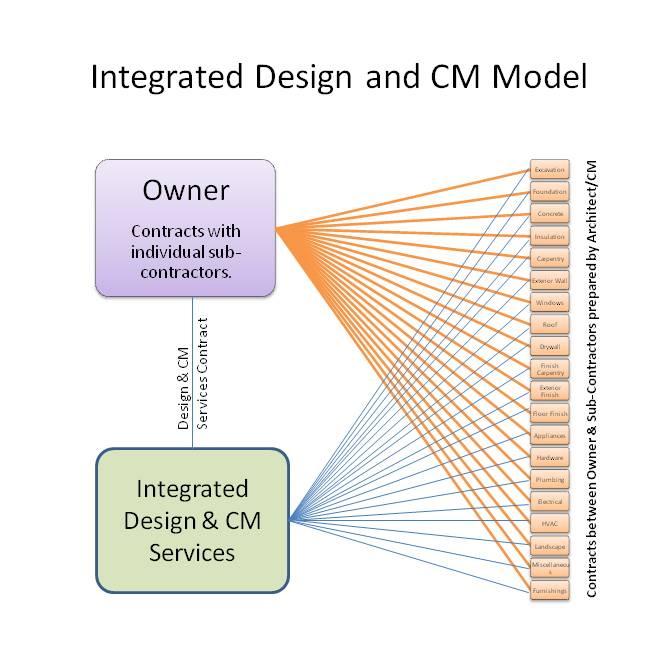 Integrated Design and CM Model
Owner
Contracts with
individual sub-
contractors.
Design & CM
Services Contract
Integrated
Design & CM
Services
Excavation
Foundation
Concrete
Insulation
Carpentry
Exterior Wall
Windows
Roof
Drywall
Finish
Carpentry
Exterior
Finish
Floor Finish
Appliances
Hardware
Plumbing
Electrical
HVAC
Landscape
Miscellaneou
s
Furnishings
Contracts between Owner & Sub-Contractors prepared by Architect/CM